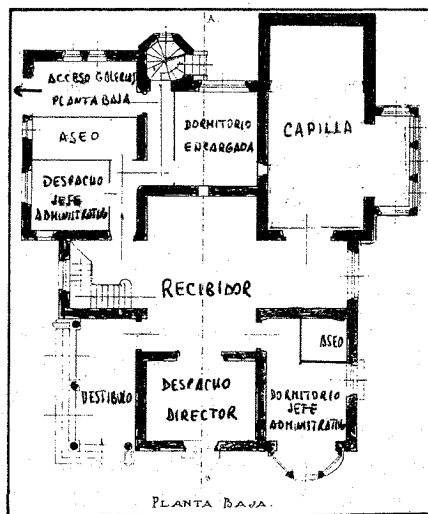 A.
ACCESO GALERIAS
PLANTA BAJA
ASEO
DORMITORIO
ENCARGADA
CAPILLA
DESPACHO
JEFE
ADMINISTRATIVO
RECIBIDOR
ASEO
VESTIBULO
DESPACHO
DIRECTOR
DORMITORIO
JEFE
ADMINISTRATIVO
PLANTA BAJA.